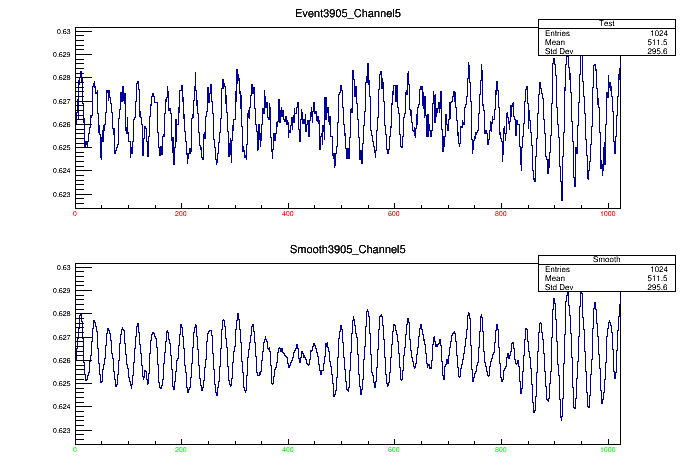 Event3905_Channel5
Test
Entries 1024
Mean 511.5
Std Dev 295.6
0.63
0.629
0.628
0.627
0.626
0.625
0.624
0.623
0 200 400 600 800 1000
Smooth3905_Channel5
Smooth
Entries 1024
Mean 511.5
Std Dev 295.6
0.63
0.629
0.628
0.627
0.626
0.625
0.624
0.623
0 200 400 600 800 1000